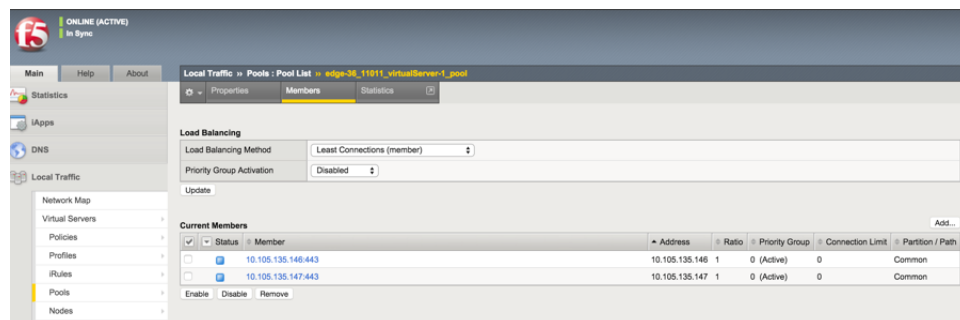 f5
ONLINE (ACTIVE)
In Sync
Main Help About
Local Traffic » Pools : Pool List » edge-36_11011_virtualServer-1_pool
Statistics
Properties Members Statistics
iApps
DNS
Load Balancing
Load Balancing Method Least Connections (member)
Local Traffic
Priority Group Activation Disabled
Update
Network Map
Virtual Servers
Add...
Current Members
Status Member Address Ratio Priority Group Connection Limit Partition / Path
Policies
Profiles
10.105.135.146:443 10.105.135.146 1 0 (Active) 0 Common
iRules
10.105.135.147:443 10.105.135.147 1 0 (Active) 0 Common
Pools
Enable Disable Remove
Nodes